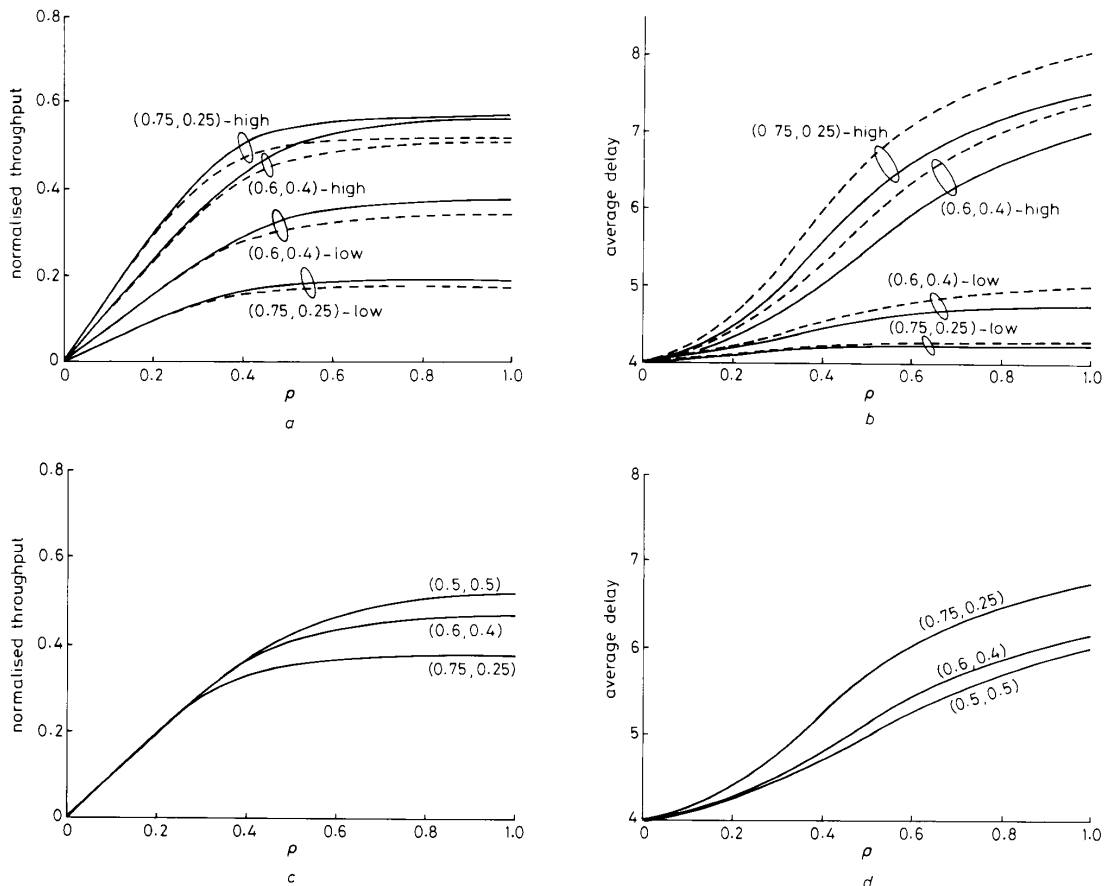 normalised throughput
0.8
0.6
0.4
0.2
0
(0.75,0.25)-high
(0.6,0.4)-high
(0.6,0.4)-low
(0.75,0.25)-low
0
0.2
0.4
0.6
0.8
1.0
ρ
a
average delay
8
7
6
5
4
(0 75,0 25)-high
(0.6,0.4)-high
(0.6,0.4)-low
(0.75,0.25)-low
0
0.2
0.4
0.6
0.8
1.0
ρ
b
normalised throughput
0.8
0.6
0.4
0.2
0
(0.5,0.5)
(0.6,0.4)
(0.75,0.25)
0
0.2
0.4
0.6
0.8
1.0
ρ
c
average delay
8
7
6
5
4
(0.75,0.25)
(0.6,0.4)
(0.5,0.5)
0
0.2
0.4
0.6
0.8
1.0
ρ
d